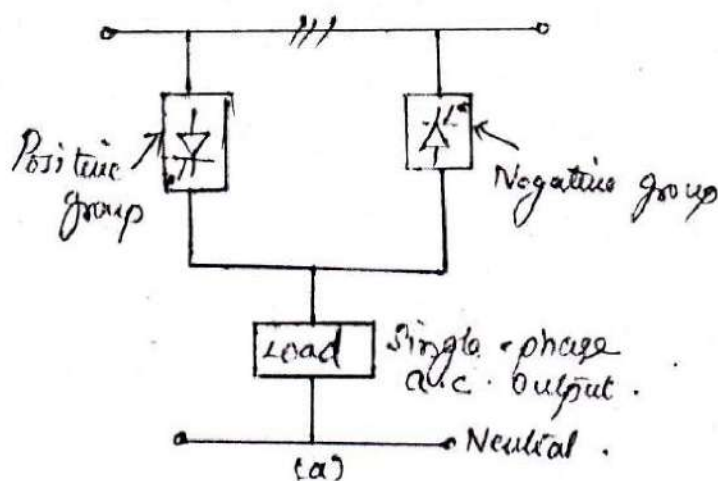 Positive
group
Negative group
Load
Single-phase
a.c. output.
Neutral.
(a)